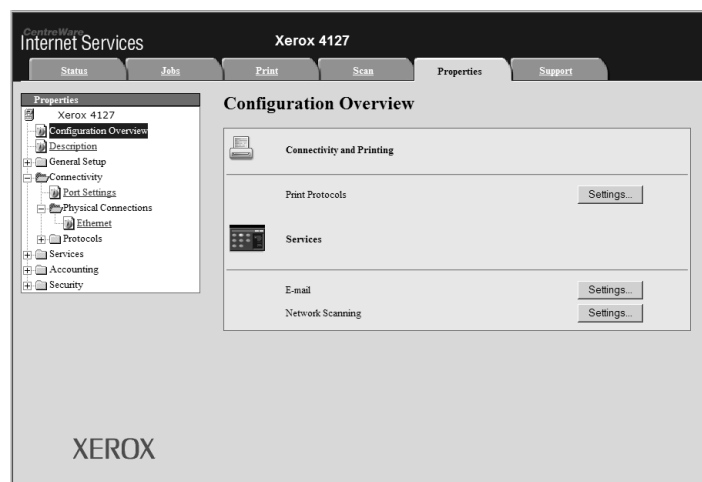 CentreWare
Internet Services
Xerox 4127
Status
Jobs
Print
Scan
Properties
Support
Properties
Xerox 4127
Configuration Overview
Description
General Setup
Connectivity
Port Settings
Physical Connections
Ethernet
Protocols
Services
Accounting
Security
Configuration Overview
Connectivity and Printing
Print Protocols
Settings...
Services
E-mail
Settings...
Network Scanning
Settings...
XEROX